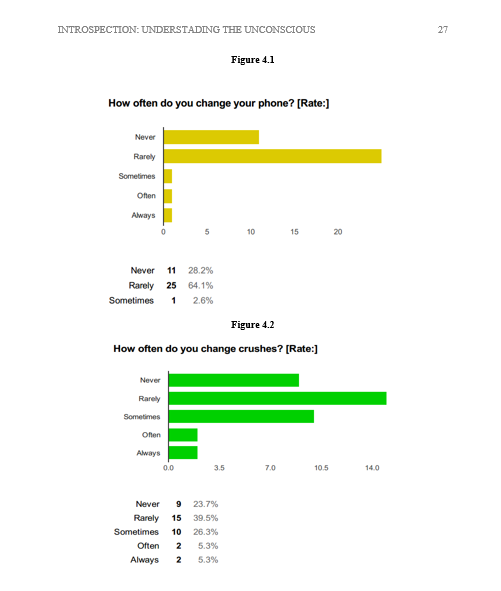 INTROSPECTION: UNDERSTADING THE UNCONSCIOUS 27
Figure 4.1
How often do you change your phone? [Rate:]
Never
Rarely
Sometimes
Often
Always
0 5 10 15 20
Never 11 28.2%
Rarely 25 64.1%
Sometimes 1 2.6%
Figure 4.2
How often do you change crushes? [Rate:]
Never
Rarely
Sometimes
Often
Always
0.0 3.5 7.0 10.5 14.0
Never 9 23.7%
Rarely 15 39.5%
Sometimes 10 26.3%
Often 2 5.3%
Always 2 5.3%